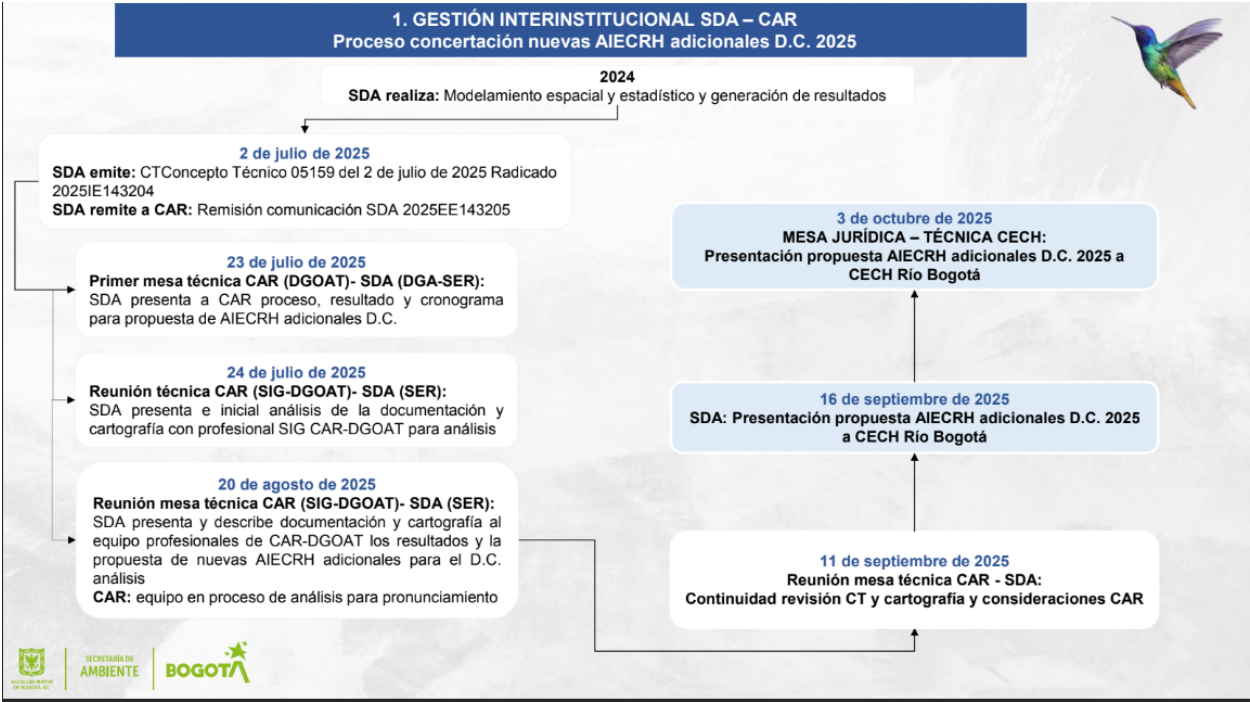 1. GESTIÓN INTERINSTITUCIONAL SDA – CAR
Proceso concertación nuevas AIECRH adicionales D.C. 2025
2024
SDA realiza: Modelamiento espacial y estadístico y generación de resultados
2 de julio de 2025
SDA emite: CTConcepto Técnico 05159 del 2 de julio de 2025 Radicado
2025IE143204
SDA remite a CAR: Remisión comunicación SDA 2025EE143205
23 de julio de 2025
Primer mesa técnica CAR (DGOAT)- SDA (DGA-SER):
SDA presenta a CAR proceso, resultado y cronograma
para propuesta de AIECRH adicionales D.C.
24 de julio de 2025
Reunión técnica CAR (SIG-DGOAT)- SDA (SER):
SDA presenta e inicial análisis de la documentación y
cartografía con profesional SIG CAR-DGOAT para análisis
20 de agosto de 2025
Reunión mesa técnica CAR (SIG-DGOAT)- SDA (SER):
SDA presenta y describe documentación y cartografía al
equipo profesionales de CAR-DGOAT los resultados y la
propuesta de nuevas AIECRH adicionales para el D.C.
análisis
CAR: equipo en proceso de análisis para pronunciamiento
11 de septiembre de 2025
Reunión mesa técnica CAR - SDA:
Continuidad revisión CT y cartografía y consideraciones CAR
16 de septiembre de 2025
SDA: Presentación propuesta AIECRH adicionales D.C. 2025
a CECH Río Bogotá
3 de octubre de 2025
MESA JURÍDICA – TÉCNICA CECH:
Presentación propuesta AIECRH adicionales D.C. 2025 a
CECH Río Bogotá
ALCALDÍA MAYOR
DE BOGOTÁ D.C.
SECRETARÍA DE
AMBIENTE
BOGOTÁ